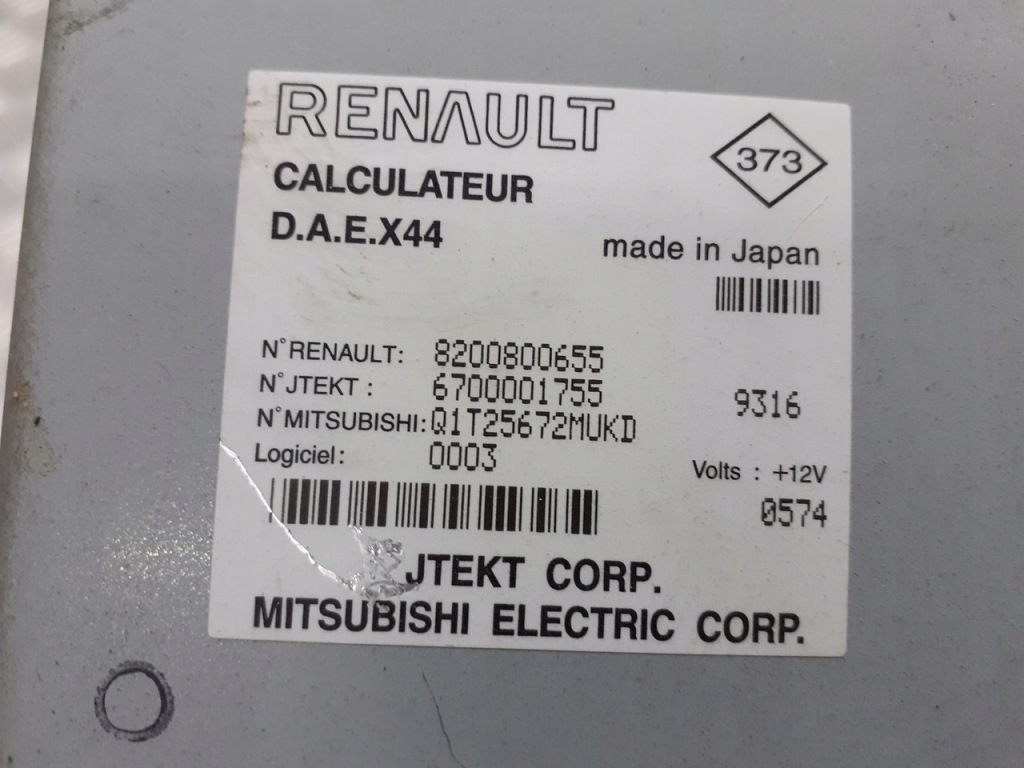 RENAULT
373
CALCULATEUR
D.A.E.X44
made in Japan
N°RENAULT: 8200800655
N°JTEKT : 6700001755
9316
N°MITSUBISHI: Q1T25672MUKD
Logiciel: 0003
Volts : +12V
0574
JTEKT CORP.
MITSUBISHI ELECTRIC CORP.